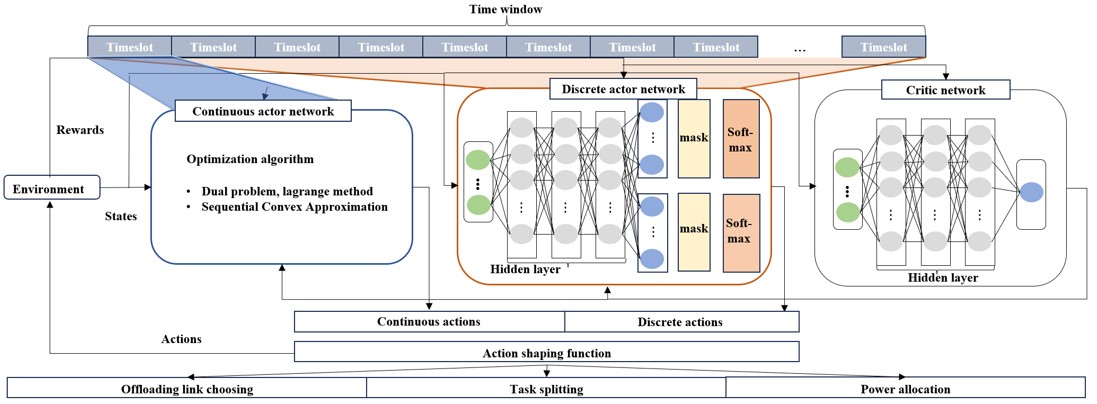 Time window
Timeslot Timeslot Timeslot Timeslot Timeslot Timeslot Timeslot Timeslot ... Timeslot
Continuous actor network
Discrete actor network
Critic network
Rewards
Environment
States
Optimization algorithm
• Dual problem, lagrange method
• Sequential Convex Approximation
mask
Soft-
max
mask
Soft-
max
Hidden layer
Hidden layer
Continuous actions
Discrete actions
Actions
Action shaping function
Offloading link choosing
Task splitting
Power allocation